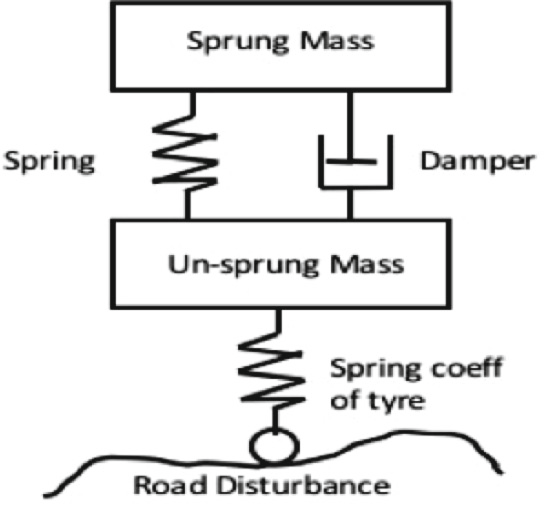 Sprung Mass
Spring
Damper
Un-sprung Mass
Spring coeff
of tyre
Road Disturbance